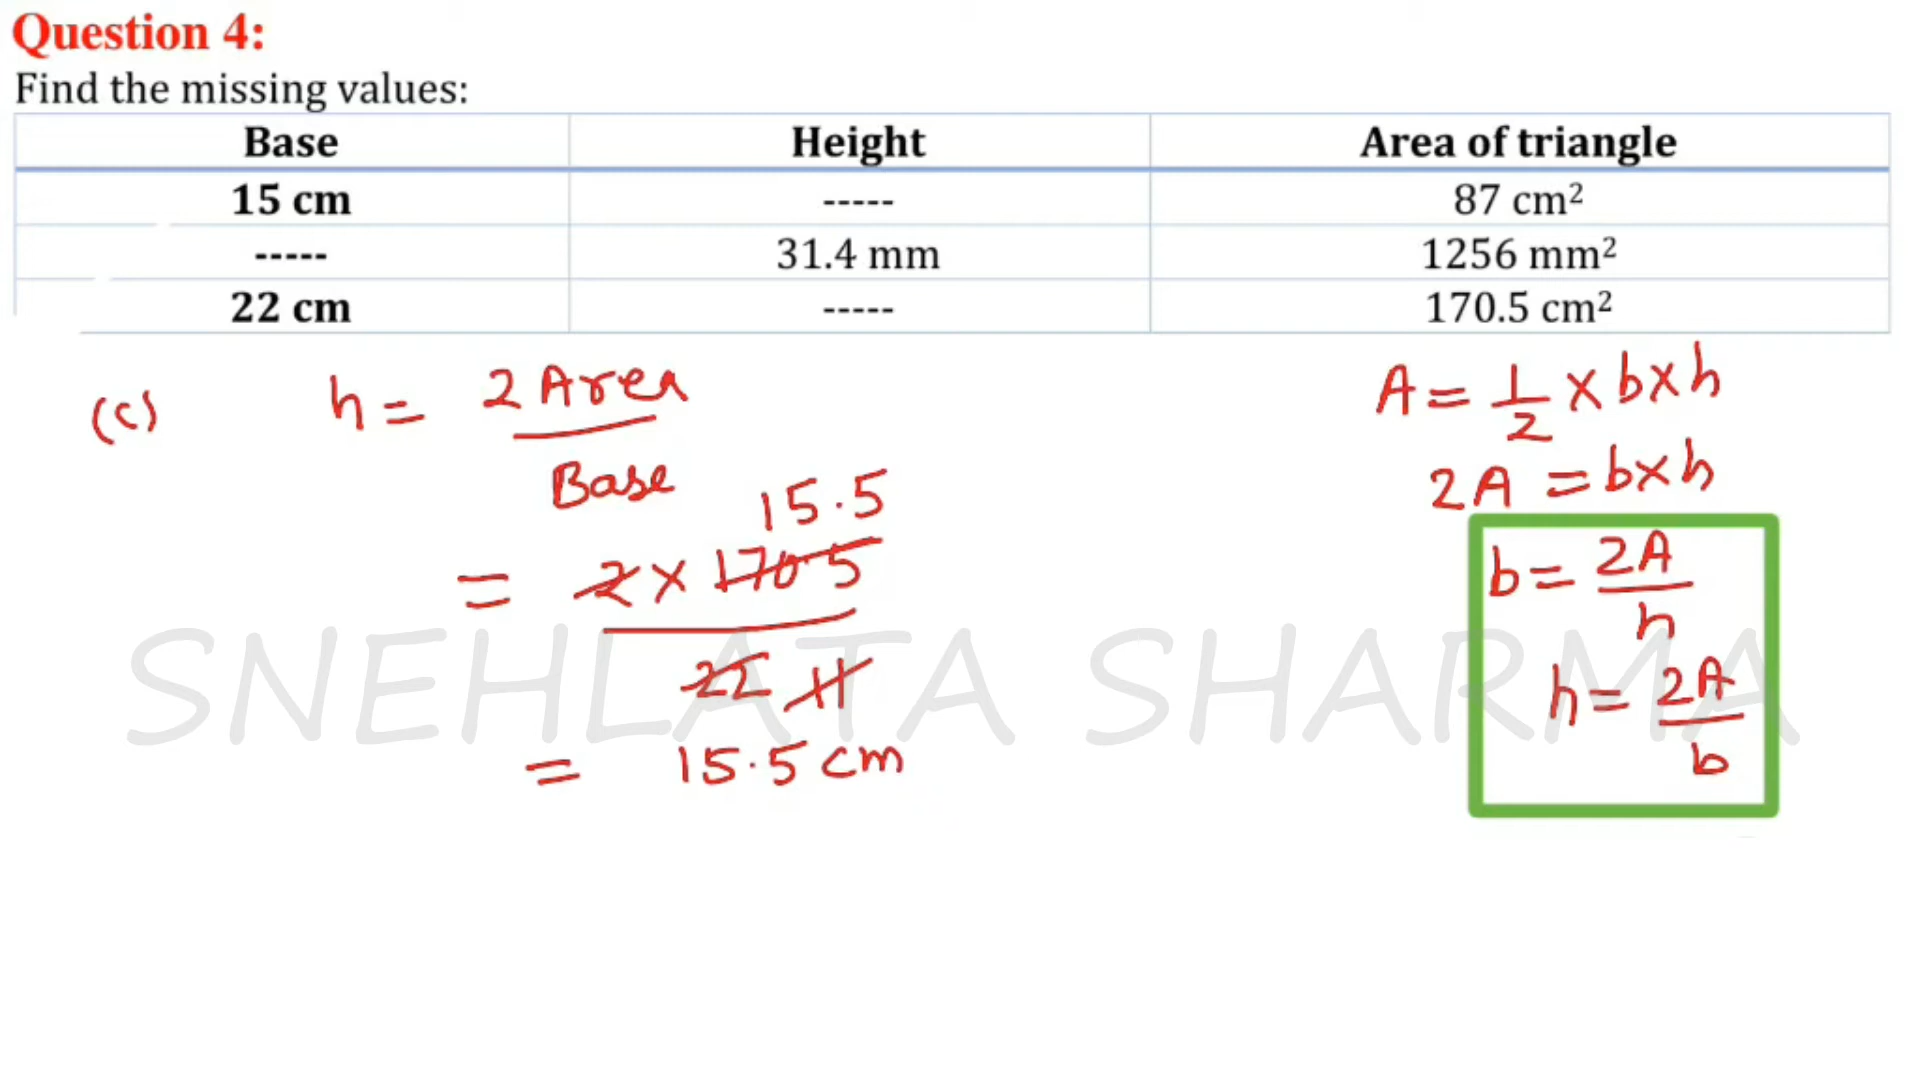 Question 4:
Find the missing values:
Base Height Area of triangle
15 cm ----- 87 cm²
----- 31.4 mm 1256 mm²
22 cm ----- 170.5 cm²
(c) h = 2 Area
Base
15.5
= 2 × 170.5
22 11
= 15.5 cm
A = 1/2 × b × h
2A = b × h
b = 2A/h
h = 2A/b
SNEHLATA SHARMA